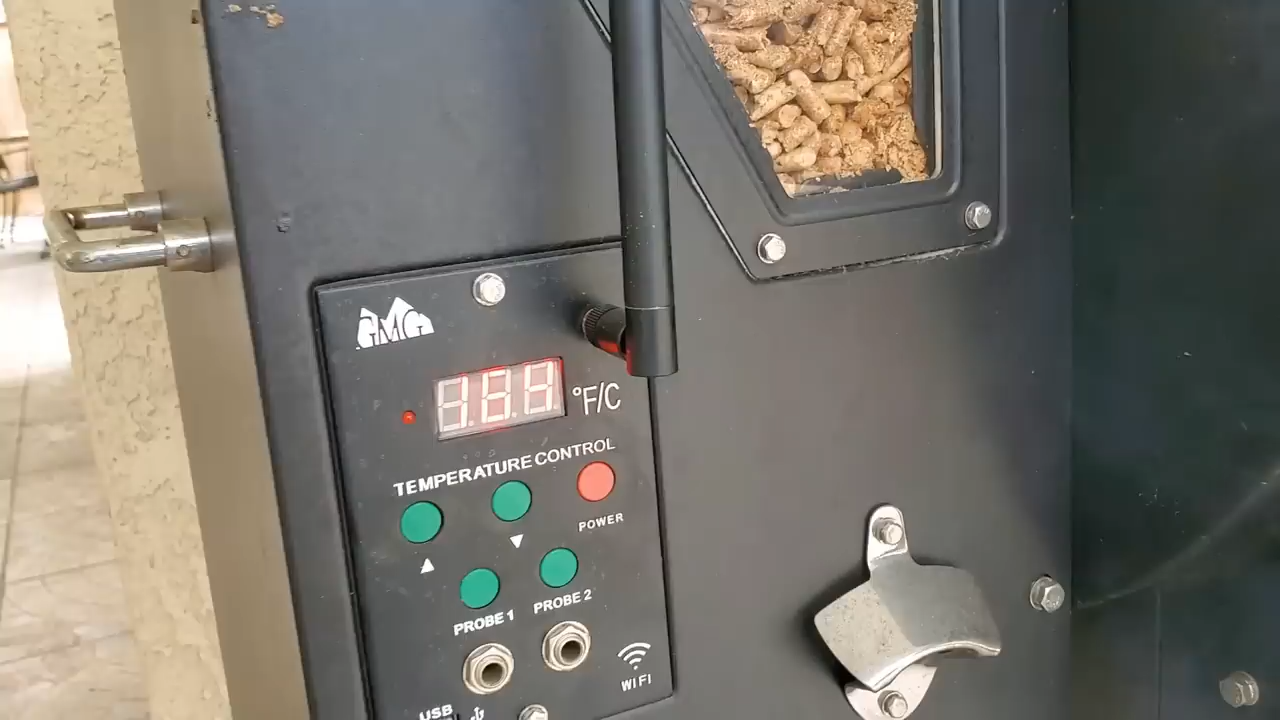 GMG
°F/C
TEMPERATURE CONTROL
POWER
PROBE 1
PROBE 2
WIFI
USB